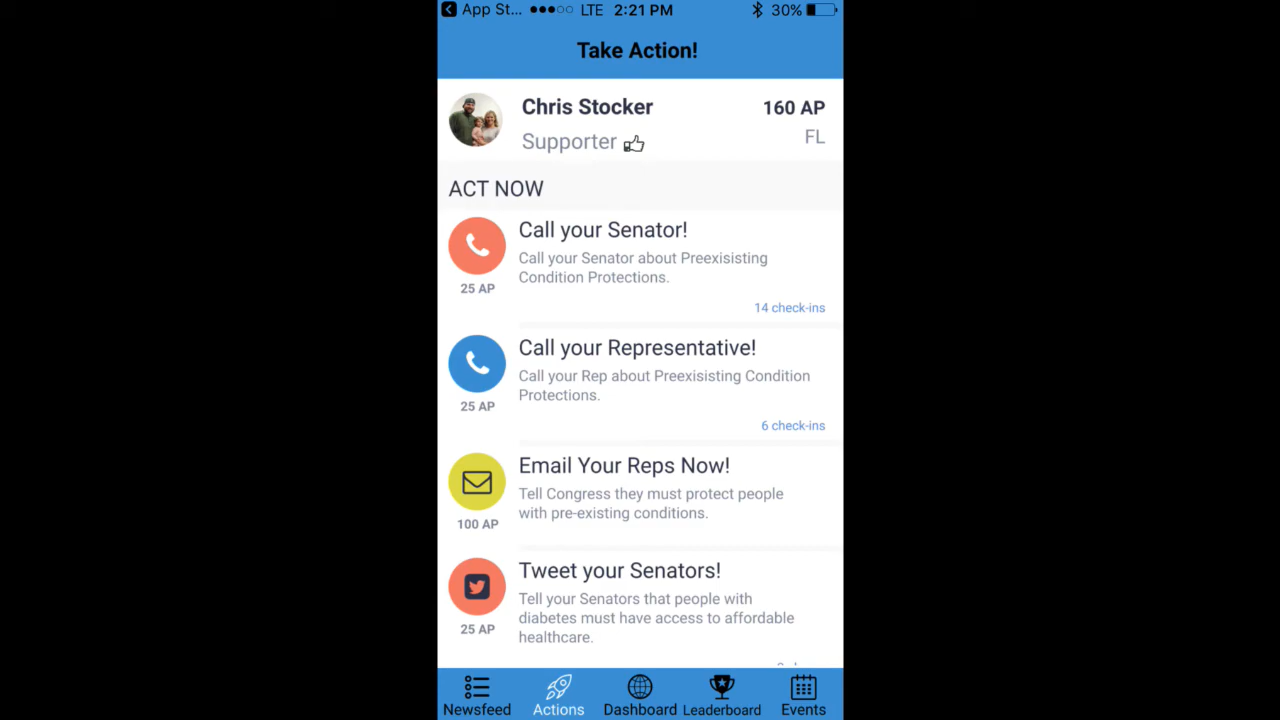 App St... LTE 2:21 PM 30%
Take Action!
Chris Stocker 160 AP
Supporter FL
ACT NOW
Call your Senator!
Call your Senator about Preexisisting
Condition Protections.
25 AP
14 check-ins
Call your Representative!
Call your Rep about Preexisisting Condition
Protections.
25 AP
6 check-ins
Email Your Reps Now!
Tell Congress they must protect people
with pre-existing conditions.
100 AP
Tweet your Senators!
Tell your Senators that people with
diabetes must have access to affordable
healthcare.
25 AP
Newsfeed Actions Dashboard Leaderboard Events